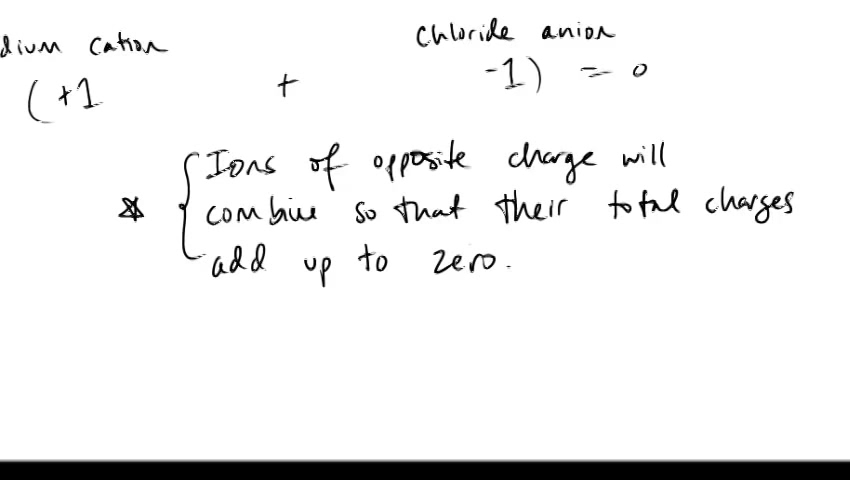 dium cation chloride anion
(+1 + -1) = 0
* Ions of opposite charge will
combine so that their total charges
add up to zero.